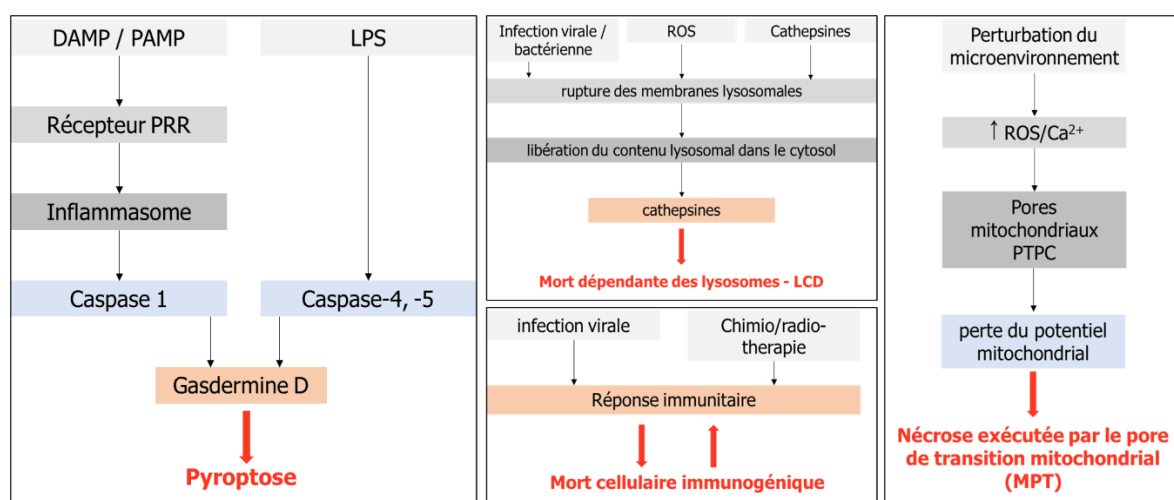 DAMP / PAMP
LPS
Récepteur PRR
Inflammasome
Caspase 1
Caspase-4, -5
Gasdermine D
Pyroptose
Infection virale /
bactérienne
ROS
Cathepsines
rupture des membranes lysosomales
libération du contenu lysosomal dans le cytosol
cathepsines
Mort dépendante des lysosomes - LCD
infection virale
Chimio/radio-
therapie
Réponse immunitaire
Mort cellulaire immunogénique
Perturbation du
microenvironnement
↑ ROS/Ca²⁺
Pores
mitochondriaux
PTPC
perte du potentiel
mitochondrial
Nécrose exécutée par le pore
de transition mitochondrial
(MPT)